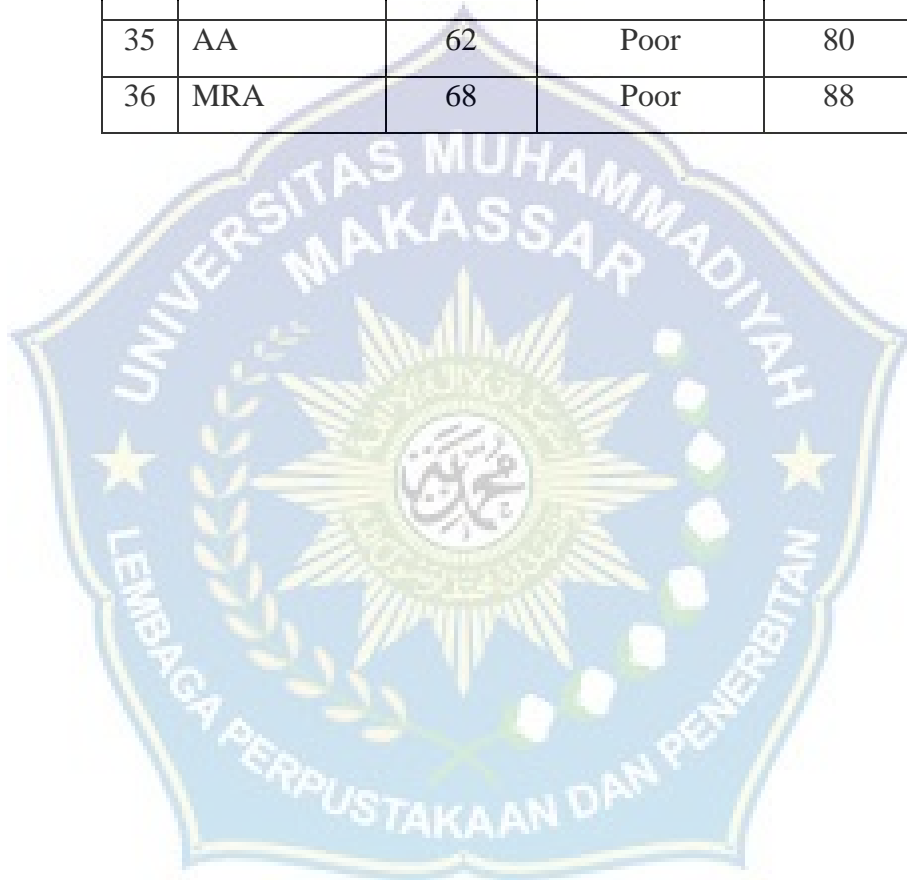 35 AA 62 Poor 80
36 MRA 68 Poor 88
UNIVERSITAS MUHAMMADIYAH
MAKASSAR
LEMBAGA PERPUSTAKAAN DAN PENERBITAN